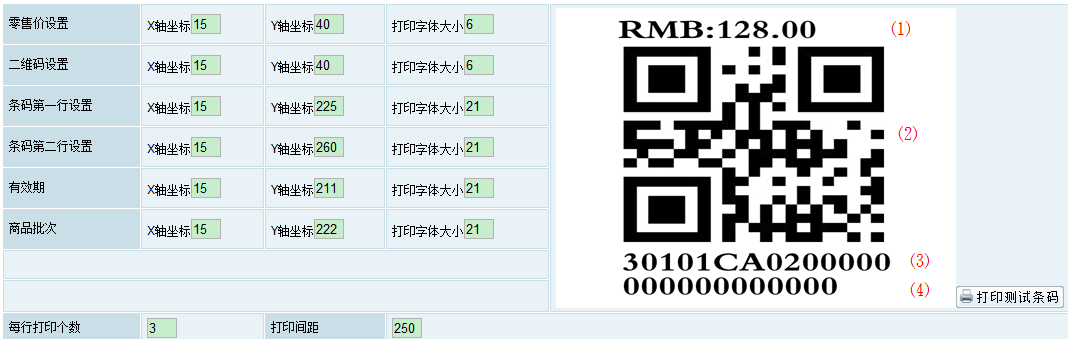 零售价设置 X轴坐标 15 Y轴坐标 40 打印字体大小 6
二维码设置 X轴坐标 15 Y轴坐标 40 打印字体大小 6
条码第一行设置 X轴坐标 15 Y轴坐标 225 打印字体大小 21
条码第二行设置 X轴坐标 15 Y轴坐标 260 打印字体大小 21
有效期 X轴坐标 15 Y轴坐标 211 打印字体大小 21
商品批次 X轴坐标 15 Y轴坐标 222 打印字体大小 21
每行打印个数 3 打印间距 250
RMB:128.00 (1)
(2)
30101CA0200000 (3)
000000000000 (4)
打印测试条码